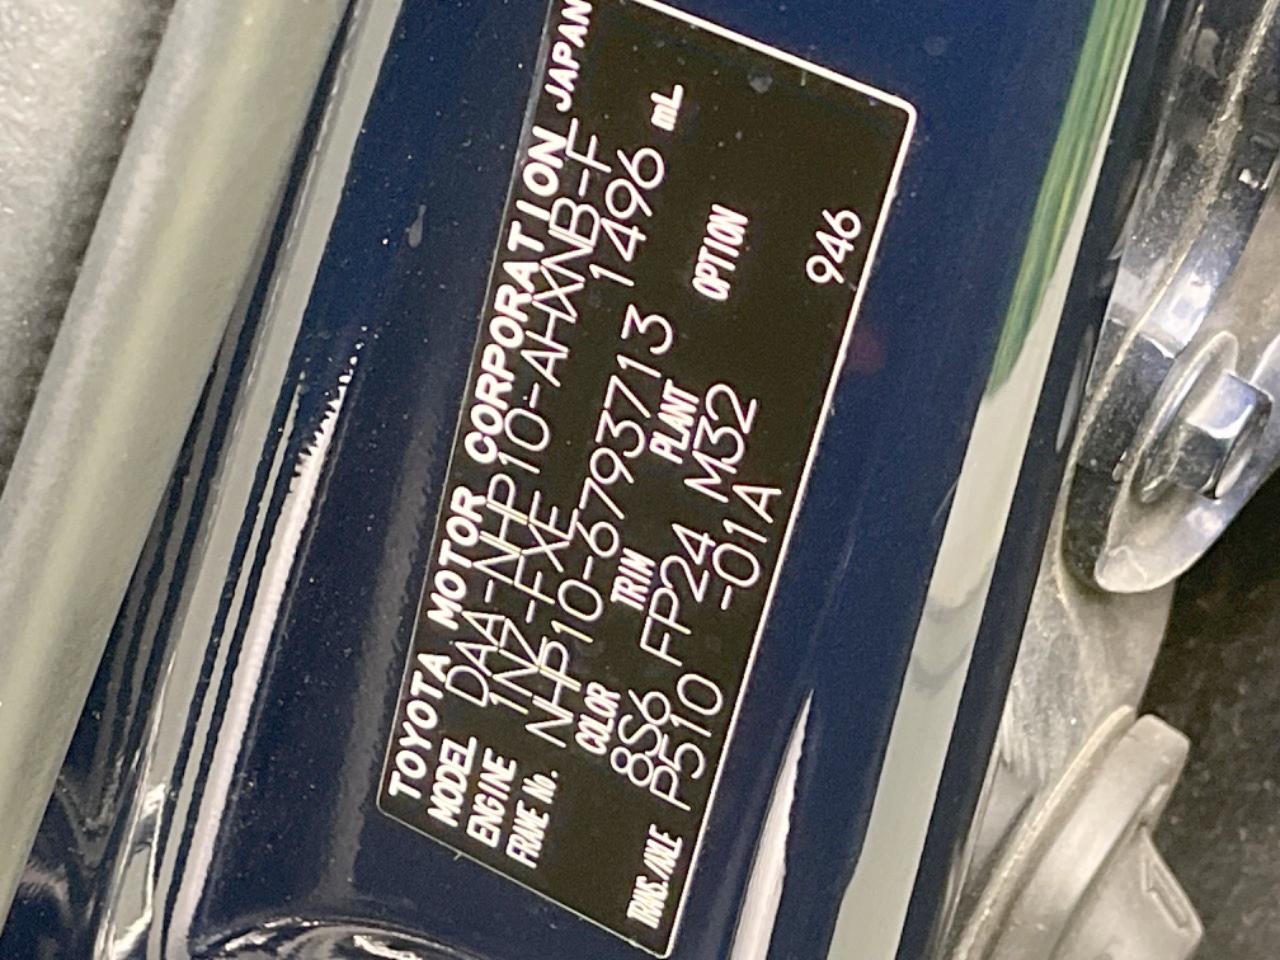 TOYOTA MOTOR CORPORATION JAPAN
MODEL DAA-NHP10-AHXNB-F
ENGINE 1NZ-FXE 1496 mL
FRAME No. NHP10-6793713
COLOR TRIM PLANT OPTION
8S6 FP24 M32 946
TRANS./AXLE P510 -01A